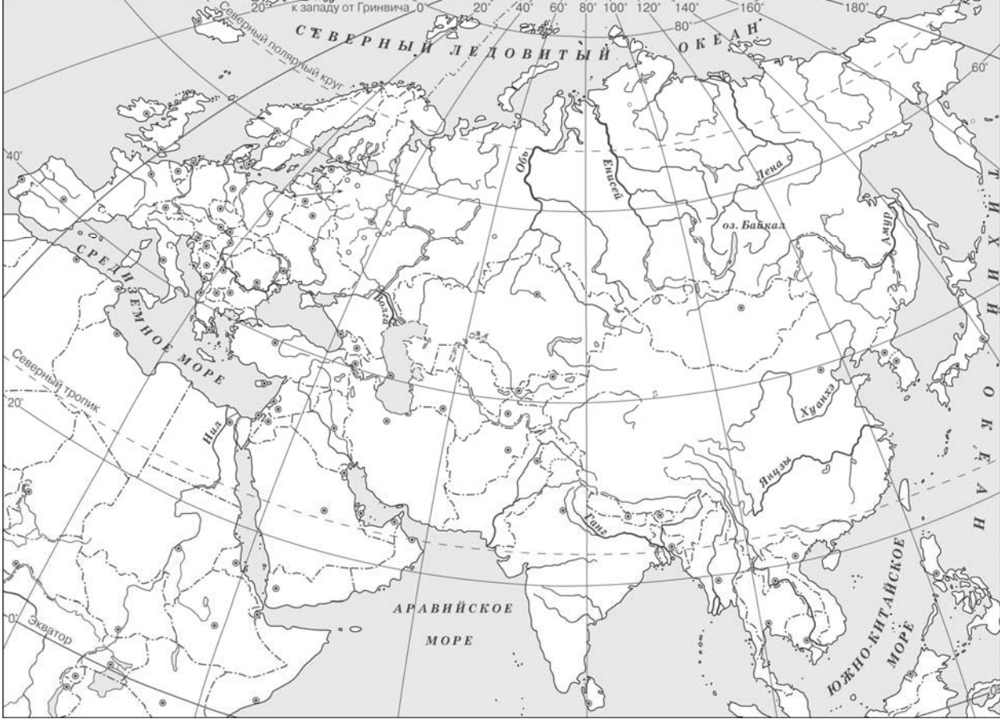 20° к западу от Гринвича 0° 20° 40° 60° 80° 100° 120° 140° 160° 180°
80°
60°
40°
20°
0°
СЕВЕРНЫЙ ЛЕДОВИТЫЙ ОКЕАН
Северный полярный круг
Обь
Енисей
Лена
оз. Байкал
Амур
ТИХИЙ ОКЕАН
СРЕДИЗЕМНОЕ МОРЕ
Волга
Северный тропик
Нил
Хуанхэ
Янцзы
Ганг
АРАВИЙСКОЕ
МОРЕ
ЮЖНО-КИТАЙСКОЕ
МОРЕ
Экватор